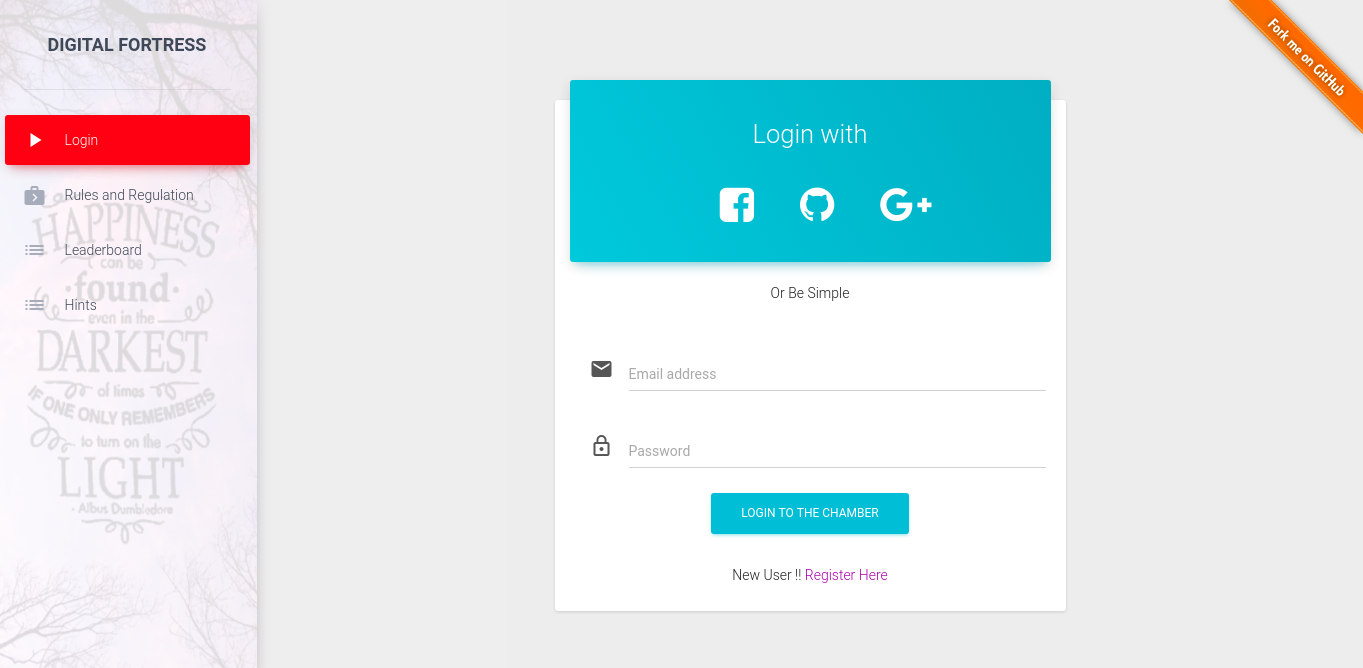 DIGITAL FORTRESS
Login
Rules and Regulation
Leaderboard
Hints
HAPPINESS
can be
·found·
even in the
DARKEST
of times
IF ONE ONLY REMEMBERS
to turn on the
LIGHT
- Albus Dumbledore
Login with
G+
Or Be Simple
Email address
Password
LOGIN TO THE CHAMBER
New User !! Register Here
Fork me on GitHub